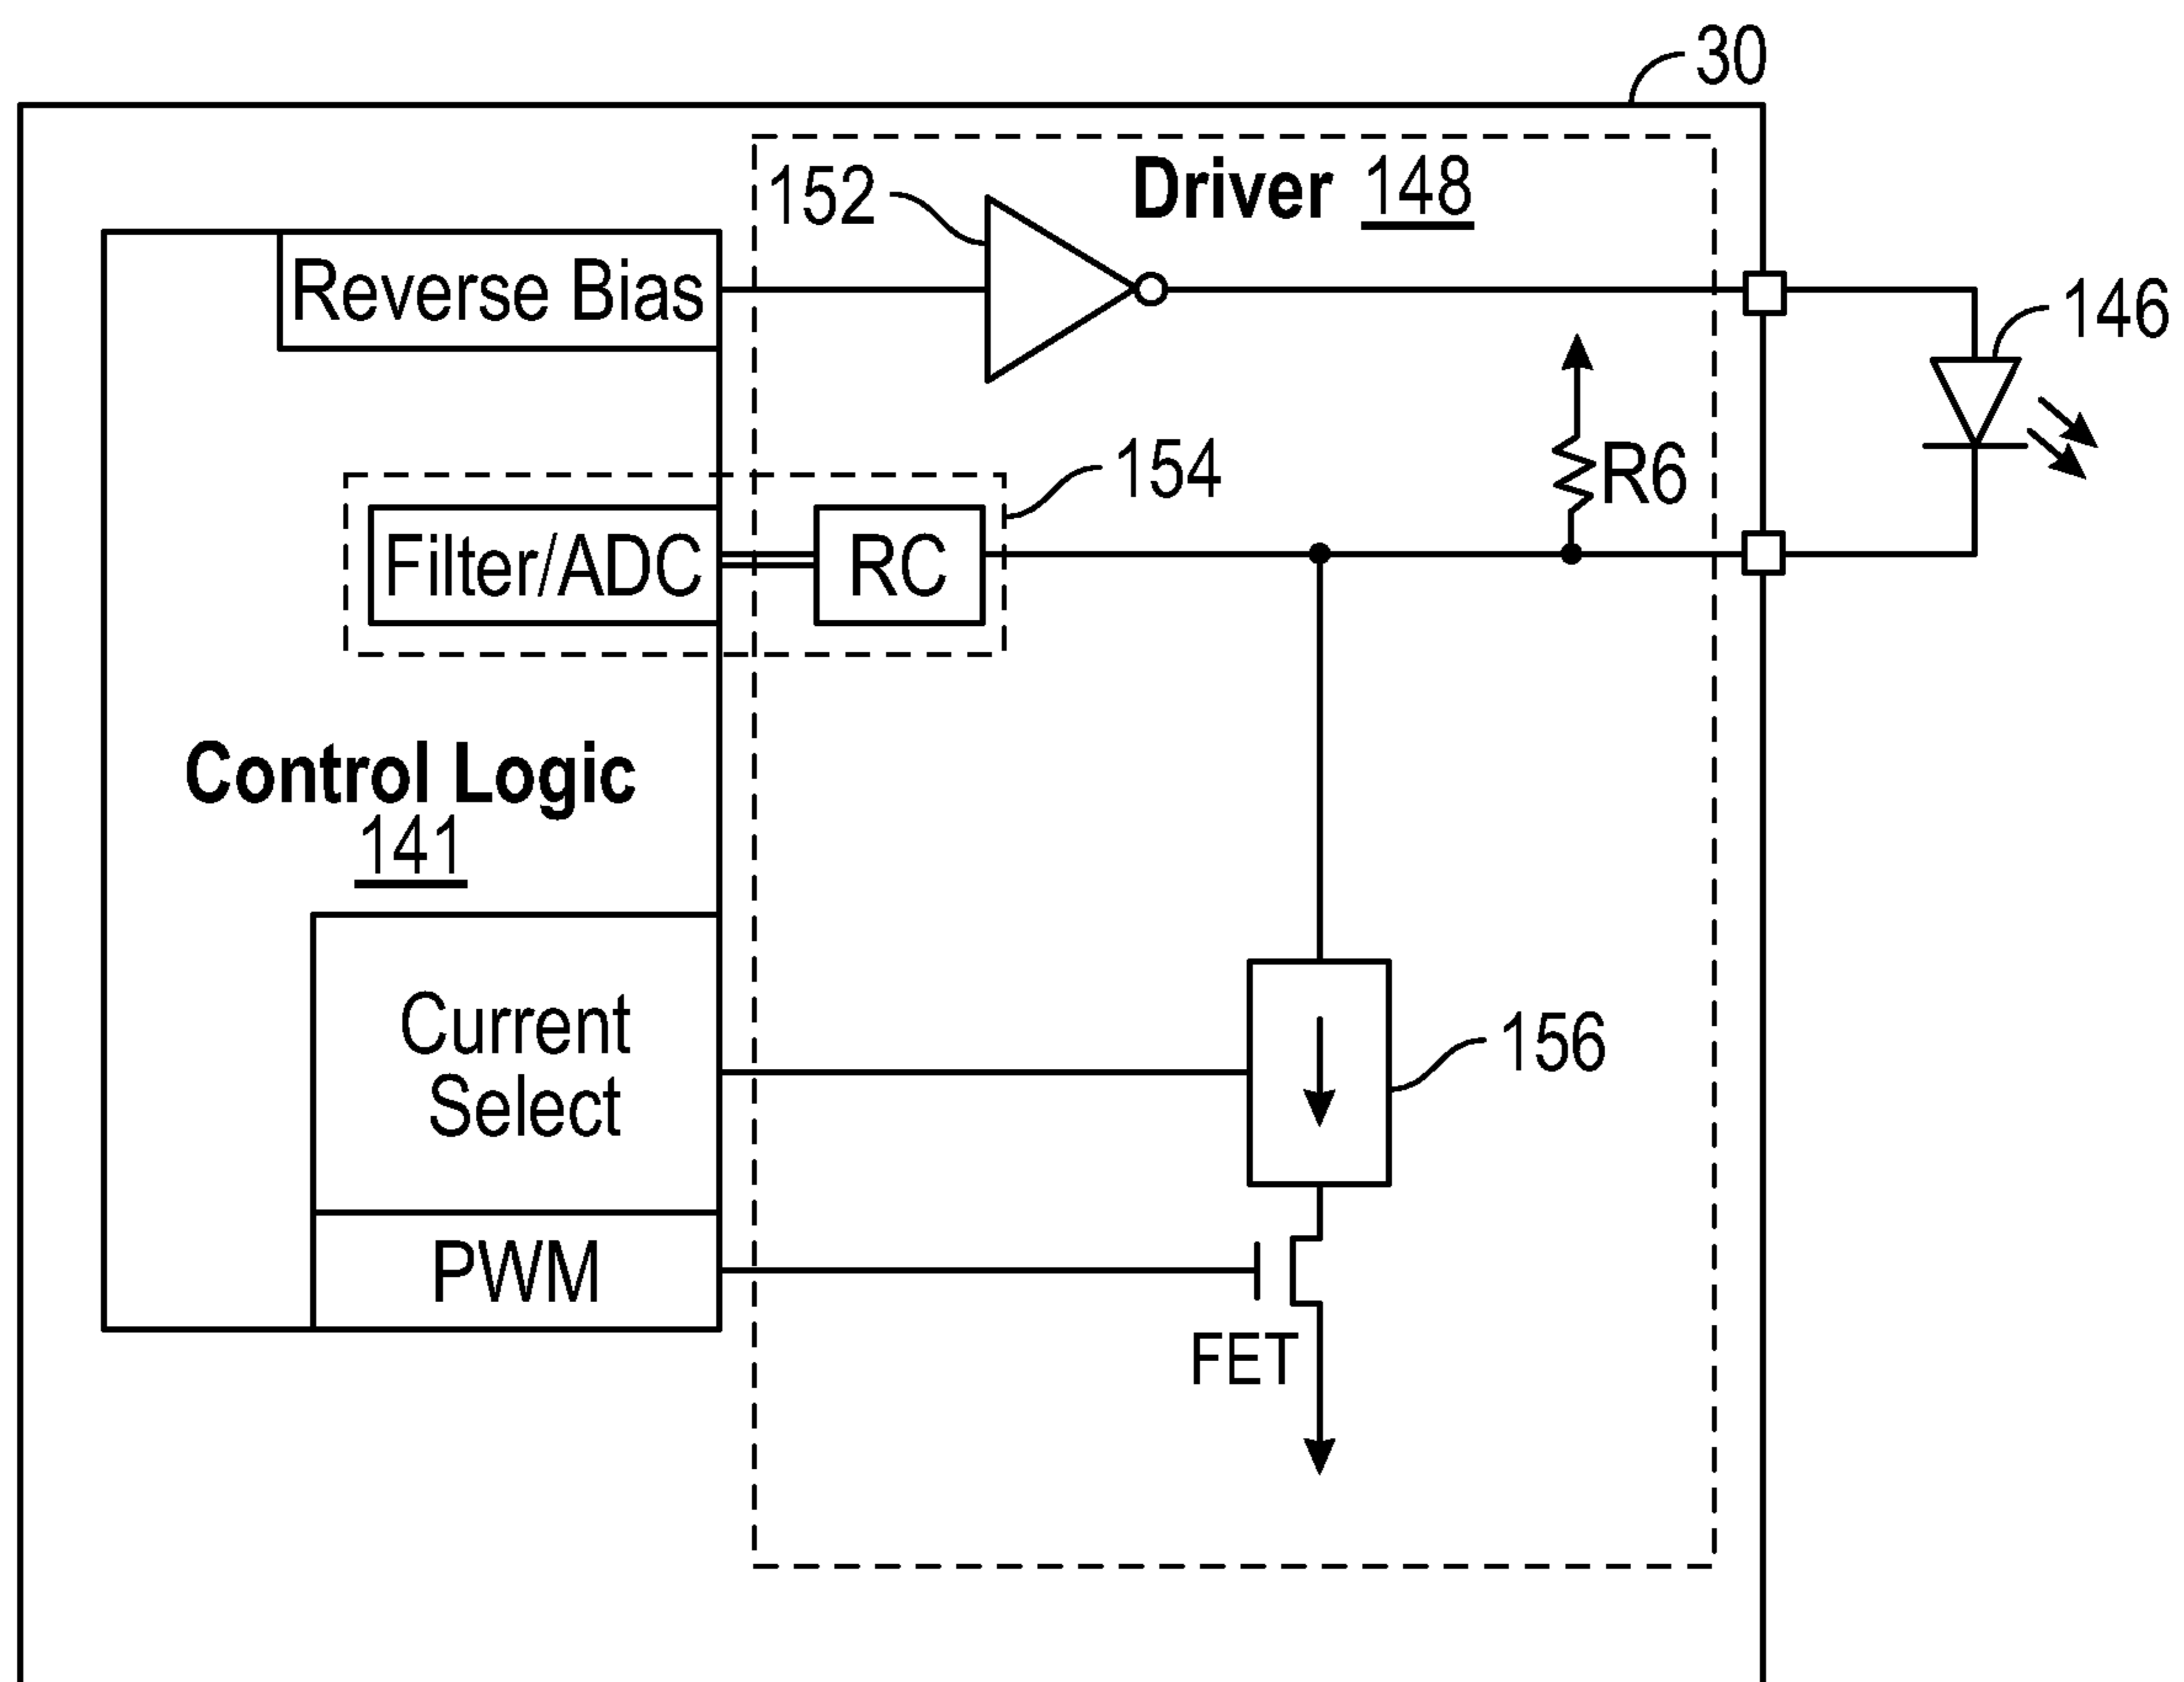 30
Driver 148
152
Reverse Bias
146
154
R6
Filter/ADC
RC
Control Logic
141
Current
Select
156
PWM
FET